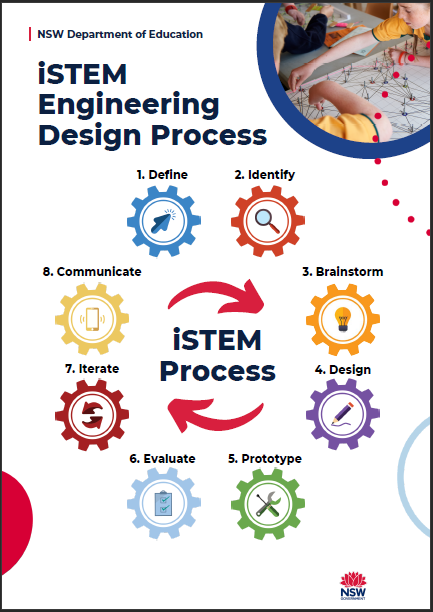 NSW Department of Education
iSTEM
Engineering
Design Process
1. Define
2. Identify
8. Communicate
3. Brainstorm
iSTEM
Process
7. Iterate
4. Design
6. Evaluate
5. Prototype
NSW
GOVERNMENT